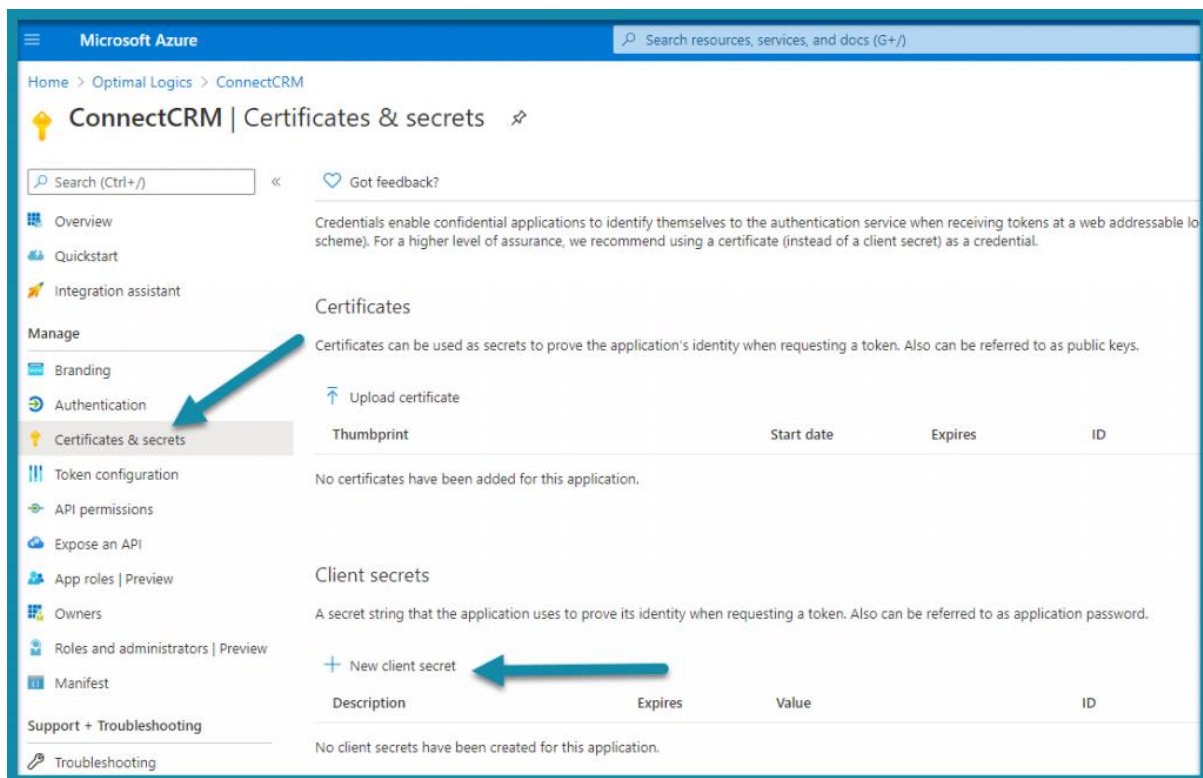 Microsoft Azure
Search resources, services, and docs (G+/)
Home > Optimal Logics > ConnectCRM
ConnectCRM | Certificates & secrets
Search (Ctrl+/)
«
Got feedback?
Overview
Quickstart
Integration assistant
Manage
Branding
Authentication
Certificates & secrets
Token configuration
API permissions
Expose an API
App roles | Preview
Owners
Roles and administrators | Preview
Manifest
Support + Troubleshooting
Troubleshooting
Credentials enable confidential applications to identify themselves to the authentication service when receiving tokens at a web addressable lo
scheme). For a higher level of assurance, we recommend using a certificate (instead of a client secret) as a credential.
Certificates
Certificates can be used as secrets to prove the application's identity when requesting a token. Also can be referred to as public keys.
Upload certificate
Thumbprint Start date Expires ID
No certificates have been added for this application.
Client secrets
A secret string that the application uses to prove its identity when requesting a token. Also can be referred to as application password.
New client secret
Description Expires Value ID
No client secrets have been created for this application.